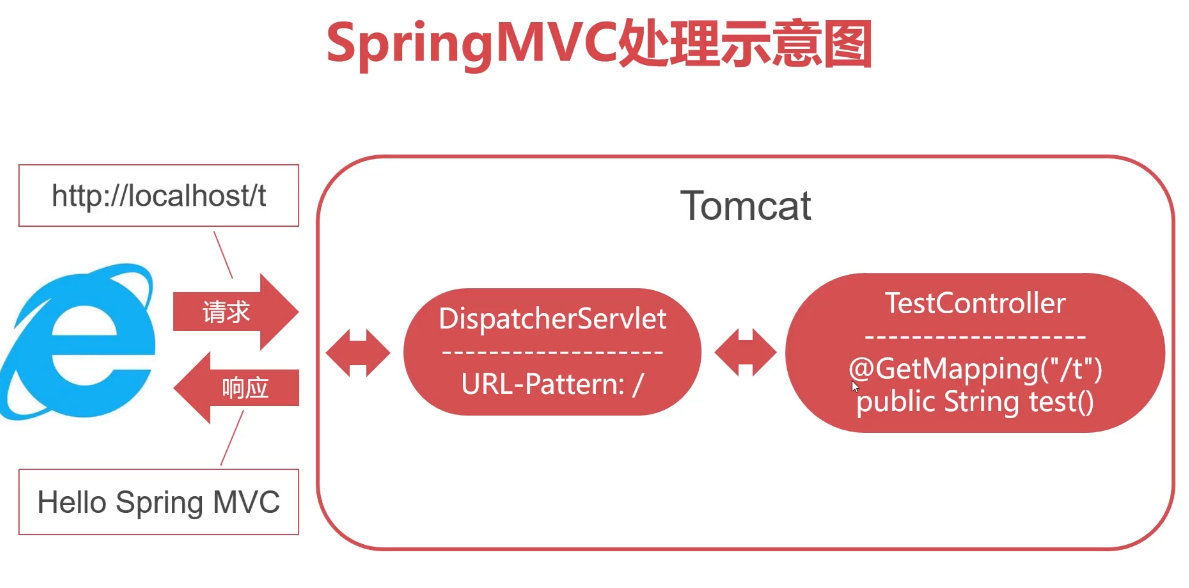 SpringMVC处理示意图
http://localhost/t
Tomcat
请求
响应
DispatcherServlet
-------------------
URL-Pattern: /
TestController
-------------------
@GetMapping("/t")
public String test()
Hello Spring MVC